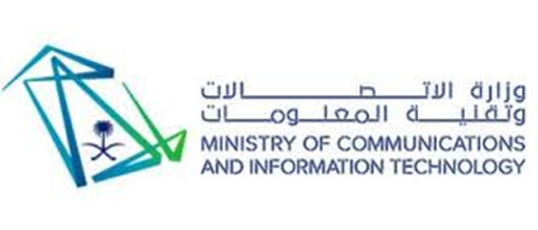 وزارة الاتصالات
وتقنية المعلومات
MINISTRY OF COMMUNICATIONS
AND INFORMATION TECHNOLOGY